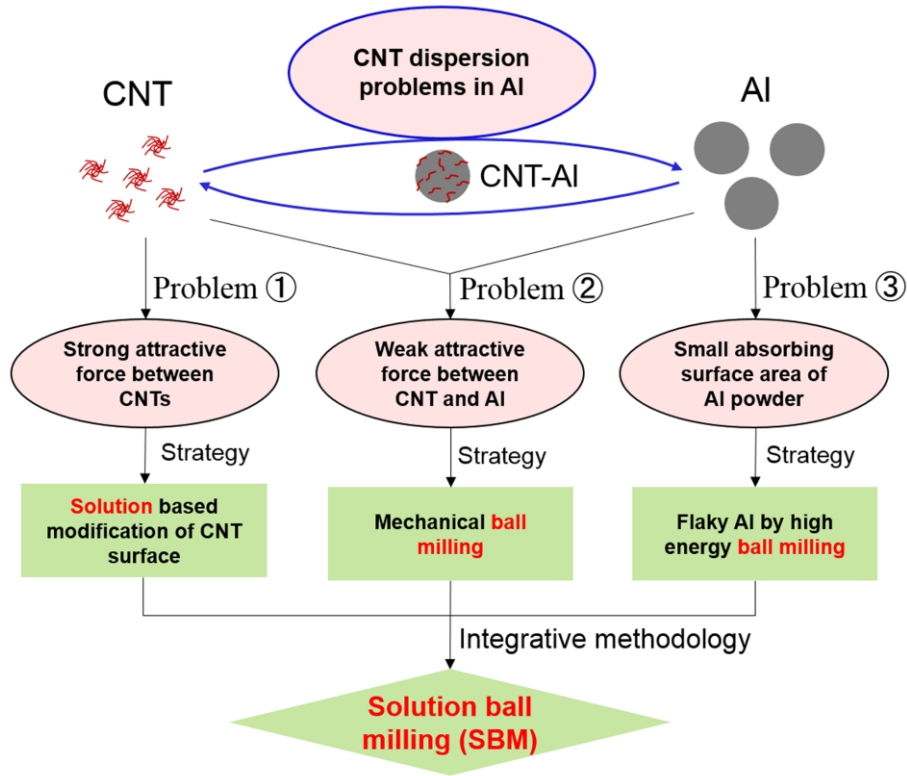 CNT dispersion
problems in Al
CNT
Al
CNT-Al
Problem ①
Problem ②
Problem ③
Strong attractive
force between
CNTs
Weak attractive
force between
CNT and Al
Small absorbing
surface area of
Al powder
Strategy
Strategy
Strategy
Solution based
modification of CNT
surface
Mechanical ball
milling
Flaky Al by high
energy ball milling
Integrative methodology
Solution ball
milling (SBM)